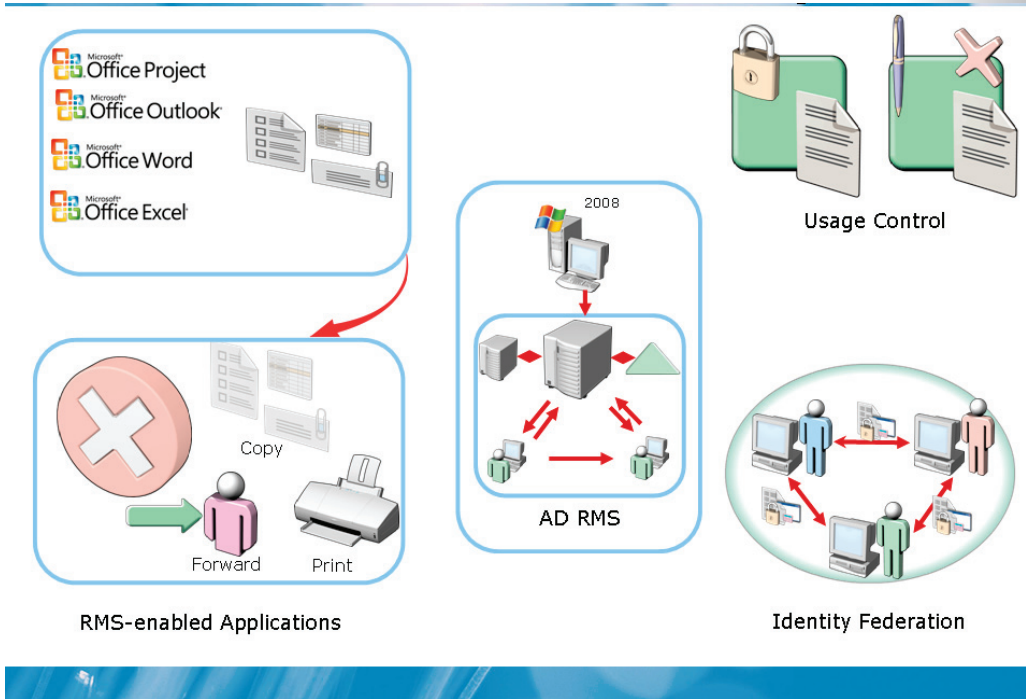 Microsoft®
Office Project
Microsoft®
Office Outlook®
Microsoft®
Office Word
Microsoft®
Office Excel®
Copy
Forward
Print
RMS-enabled Applications
2008
AD RMS
Usage Control
Identity Federation